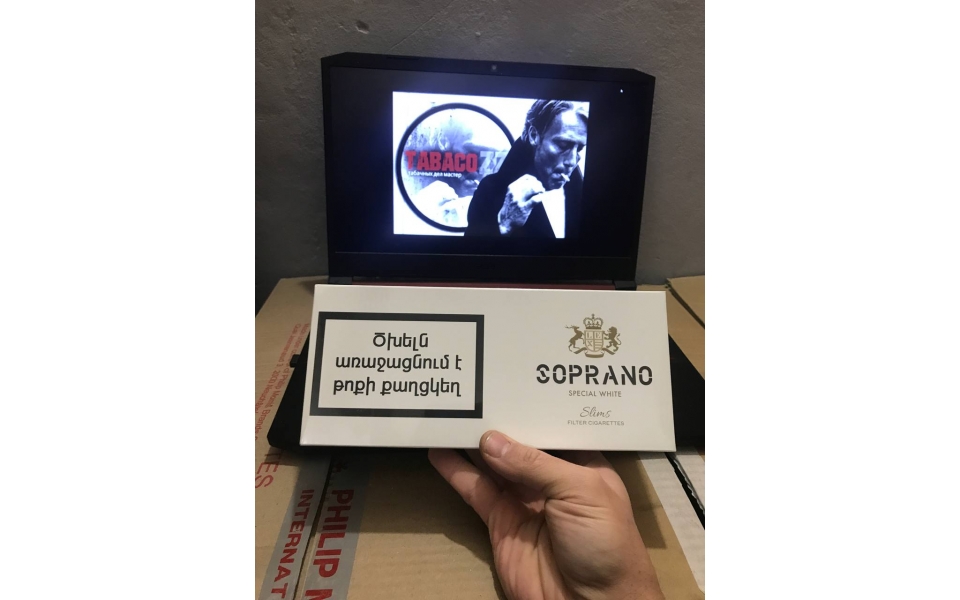 TABACO
табачных дел мастер
Ծխելն
առաջացնում է
թոքի քաղցկեղ
SOPRANO
SPECIAL WHITE
Slims
FILTER CIGARETTES
PHILIP M
INTERNAT